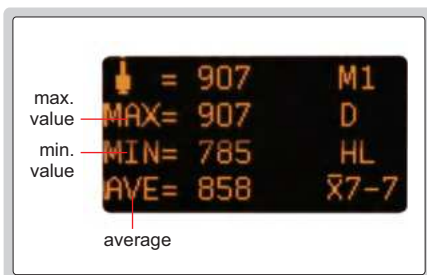 = 907 M1
max. value
MAX= 907 D
min. value
MIN= 785 HL
AVE= 858 X̄7-7
average